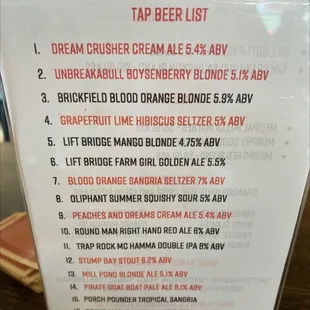 TAP BEER LIST
1. DREAM CRUSHER CREAM ALE 5.4% ABV
2. UNBREAKABULL BOYSENBERRY BLONDE 5.1% ABV
3. BRICKFIELD BLOOD ORANGE BLONDE 5.9% ABV
4. GRAPEFRUIT LIME HIBISCUS SELTZER 5% ABV
5. LIFT BRIDGE MANGO BLONDE 4.75% ABV
6. LIFT BRIDGE FARM GIRL GOLDEN ALE 5.5%
7. BLOOD ORANGE SANGRIA SELTZER 7% ABV
8. OLIPHANT SUMMER SQUISHY SOUR 5% ABV
9. PEACHES AND DREAMS CREAM ALE 5.4% ABV
10. ROUND MAN RIGHT HAND RED ALE 6% ABV
11. TRAP ROCK MC HAMMA DOUBLE IPA 8% ABV
12. STUMP BAY STOUT 6.2% ABV
13. MILL POND BLONDE ALE 5.1% ABV
14. PIRATE BOAT BOAT PALE ALE 6.1% ABV
15. PORCH POUNDER TROPICAL SANGRIA